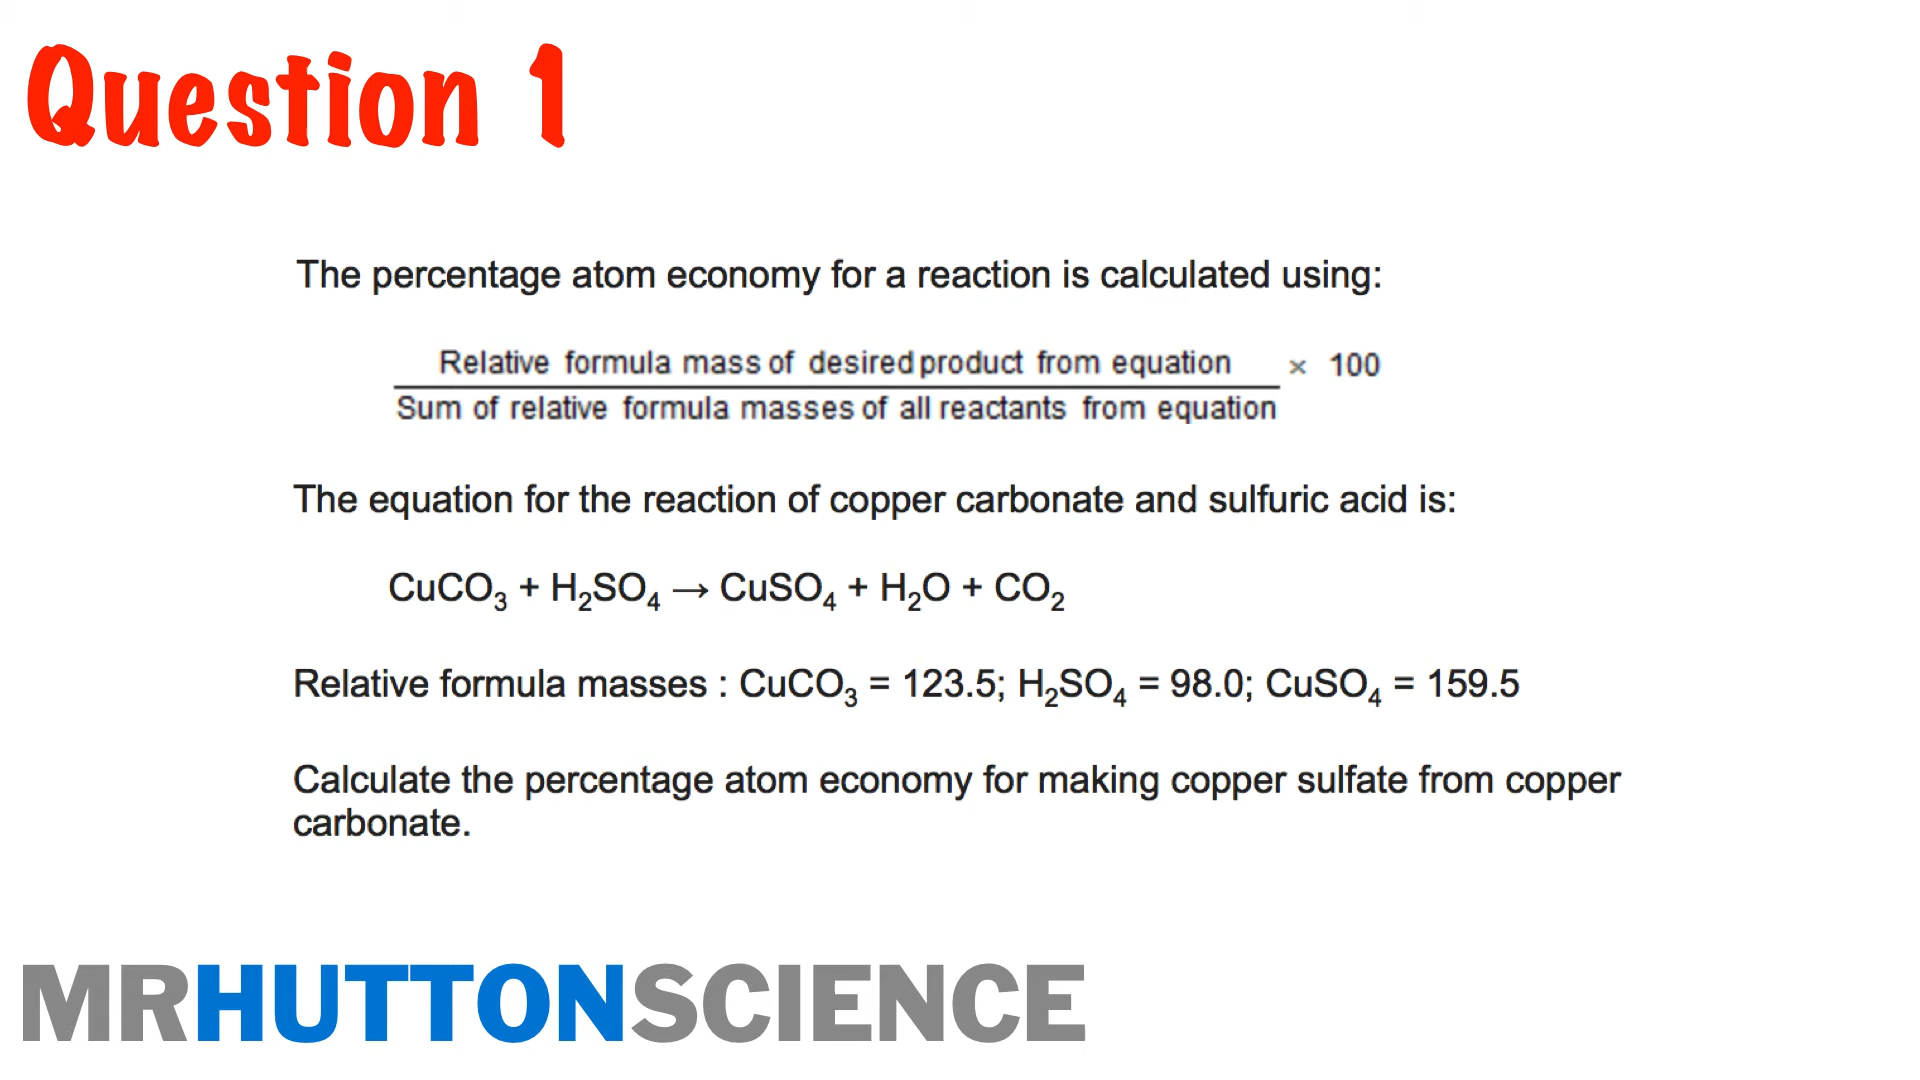 Question 1
The percentage atom economy for a reaction is calculated using:
Relative formula mass of desired product from equation × 100
Sum of relative formula masses of all reactants from equation
The equation for the reaction of copper carbonate and sulfuric acid is:
CuCO₃ + H₂SO₄ → CuSO₄ + H₂O + CO₂
Relative formula masses : CuCO₃ = 123.5; H₂SO₄ = 98.0; CuSO₄ = 159.5
Calculate the percentage atom economy for making copper sulfate from copper
carbonate.
MRHUTTONSCIENCE